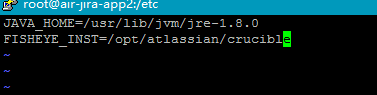 root@air-jira-app2:/etc
JAVA_HOME=/usr/lib/jvm/jre-1.8.0
FISHEYE_INST=/opt/atlassian/crucible
~
~
~